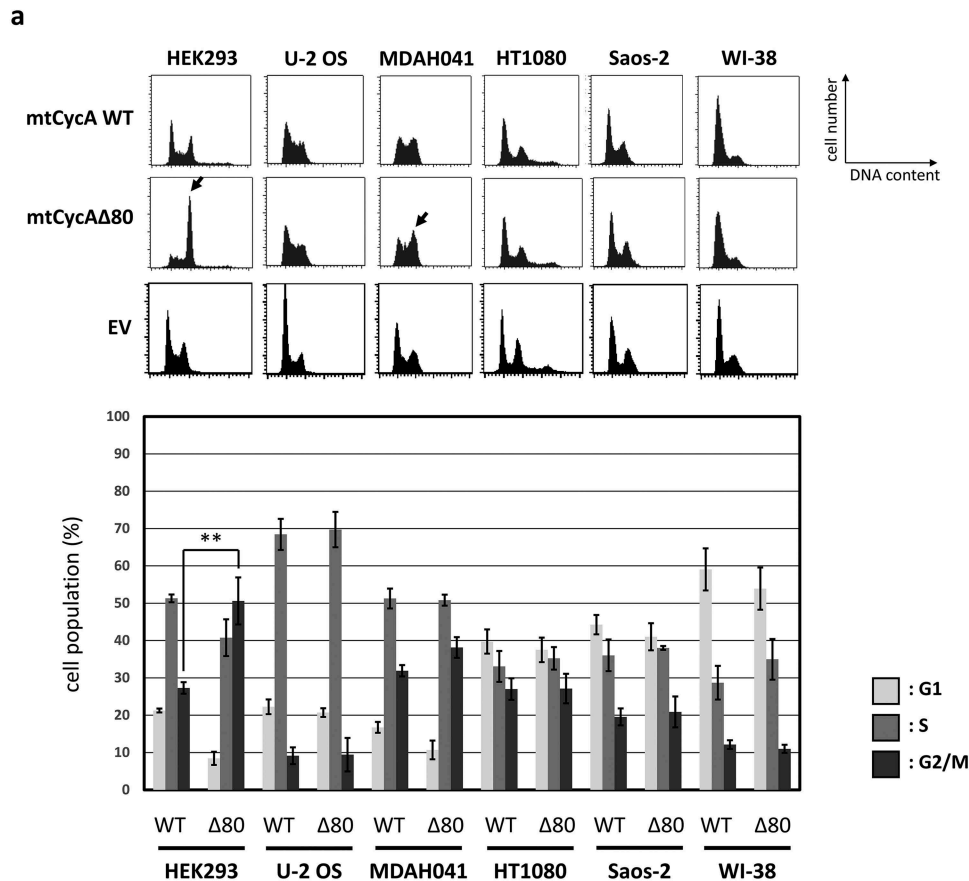 a
HEK293 U-2 OS MDAH041 HT1080 Saos-2 WI-38
mtCycA WT
cell number
DNA content
mtCycAΔ80
EV
100
90
80
70
60
50
40
30
20
10
0
cell population (%)
**
: G1
: S
: G2/M
WT Δ80 WT Δ80 WT Δ80 WT Δ80 WT Δ80 WT Δ80
HEK293 U-2 OS MDAH041 HT1080 Saos-2 WI-38